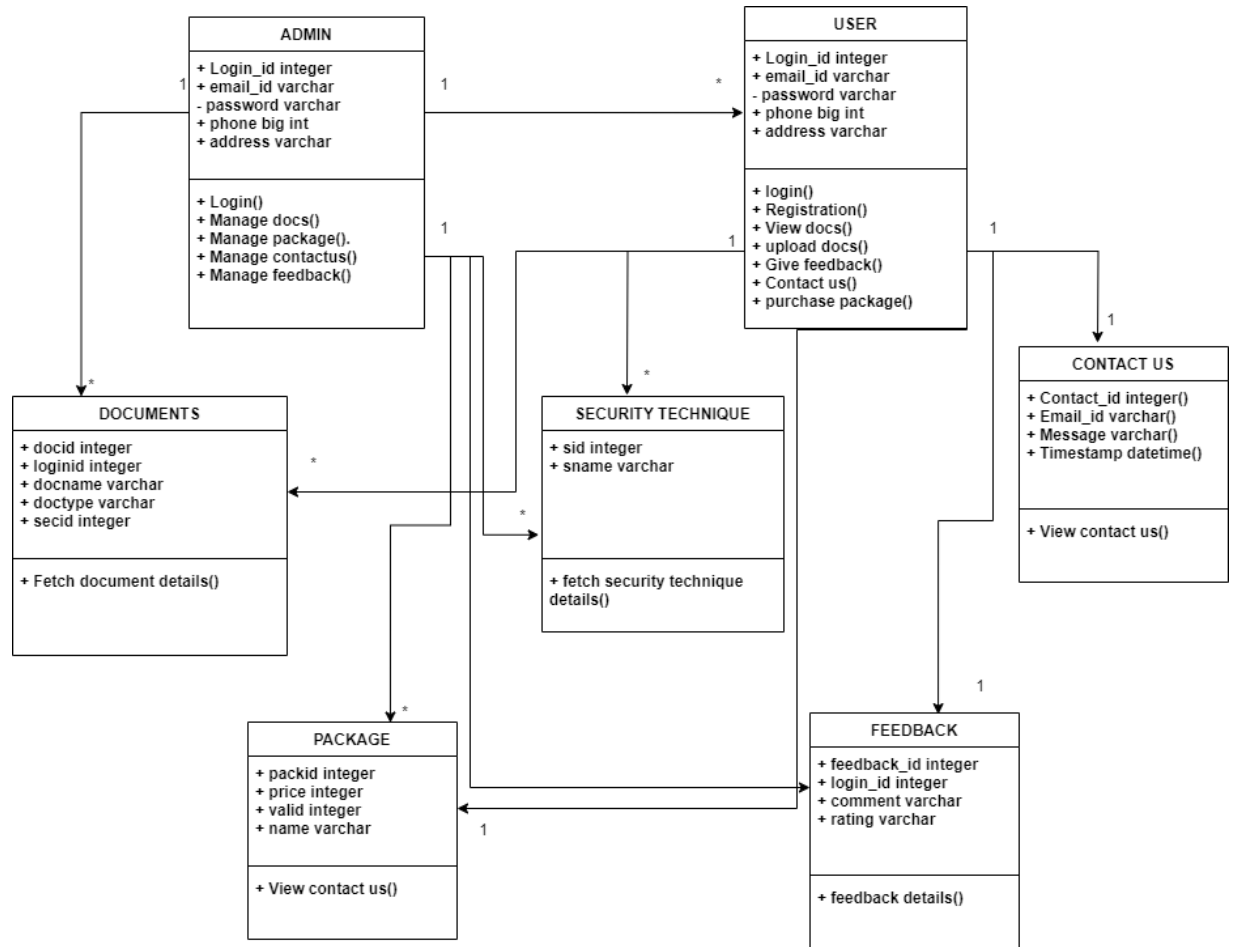 ADMIN
+ Login_id integer
+ email_id varchar
- password varchar
+ phone big int
+ address varchar
+ Login()
+ Manage docs()
+ Manage package().
+ Manage contactus()
+ Manage feedback()
USER
+ Login_id integer
+ email_id varchar
- password varchar
+ phone big int
+ address varchar
+ login()
+ Registration()
+ View docs()
+ upload docs()
+ Give feedback()
+ Contact us()
+ purchase package()
1
1
*
1
1
1
1
*
*
*
*
DOCUMENTS
+ docid integer
+ loginid integer
+ docname varchar
+ doctype varchar
+ secid integer
+ Fetch document details()
SECURITY TECHNIQUE
+ sid integer
+ sname varchar
+ fetch security technique
details()
CONTACT US
+ Contact_id integer()
+ Email_id varchar()
+ Message varchar()
+ Timestamp datetime()
+ View contact us()
*
1
PACKAGE
+ packid integer
+ price integer
+ valid integer
+ name varchar
+ View contact us()
1
FEEDBACK
+ feedback_id integer
+ login_id integer
+ comment varchar
+ rating varchar
+ feedback details()